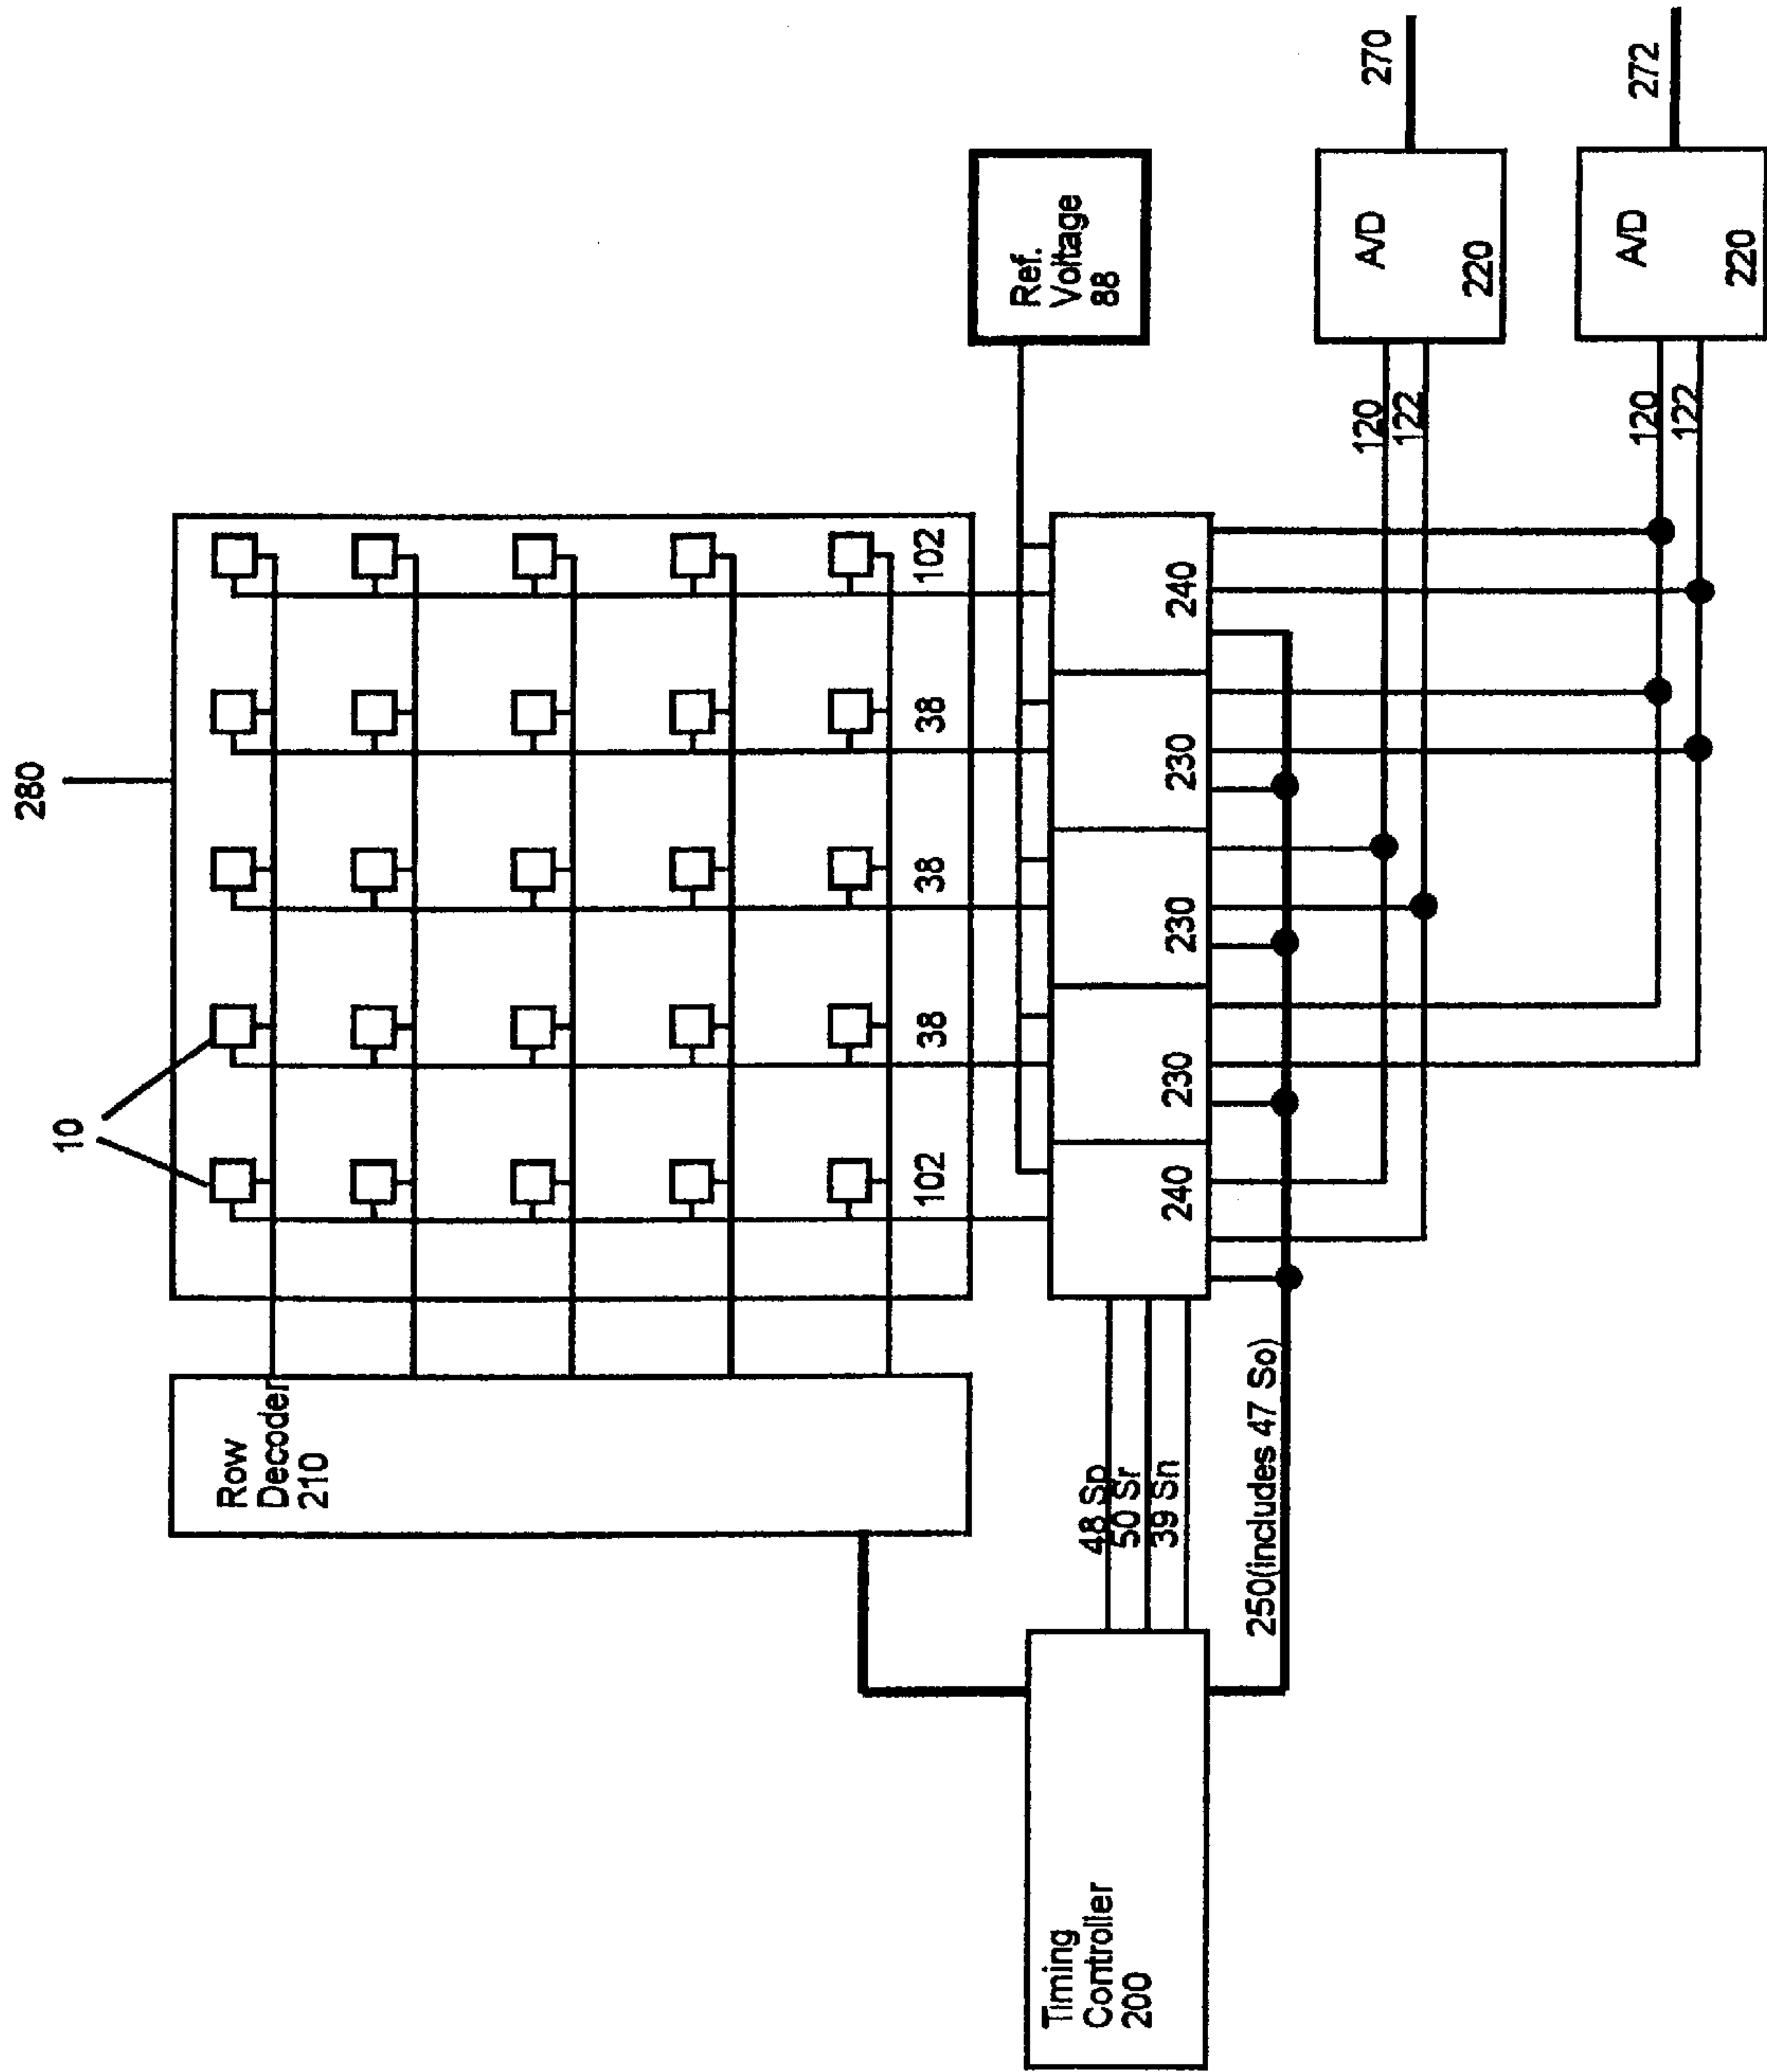 280
10
Row
Decoder
210
102
38
38
38
102
Ref.
Voltage
88
Timing
Controller
200
48 Sp
50 Sr
39 Sn
240
230
230
230
240
250(includes 47 So)
120
122
A/D
220
270
120
122
A/D
220
272